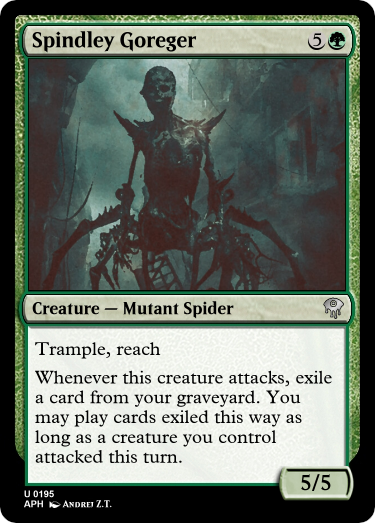 Spindley Goreger 5
Creature — Mutant Spider
Trample, reach
Whenever this creature attacks, exile
a card from your graveyard. You
may play cards exiled this way as
long as a creature you control
attacked this turn.
5/5
U 0195
APH Andrej Z.T.